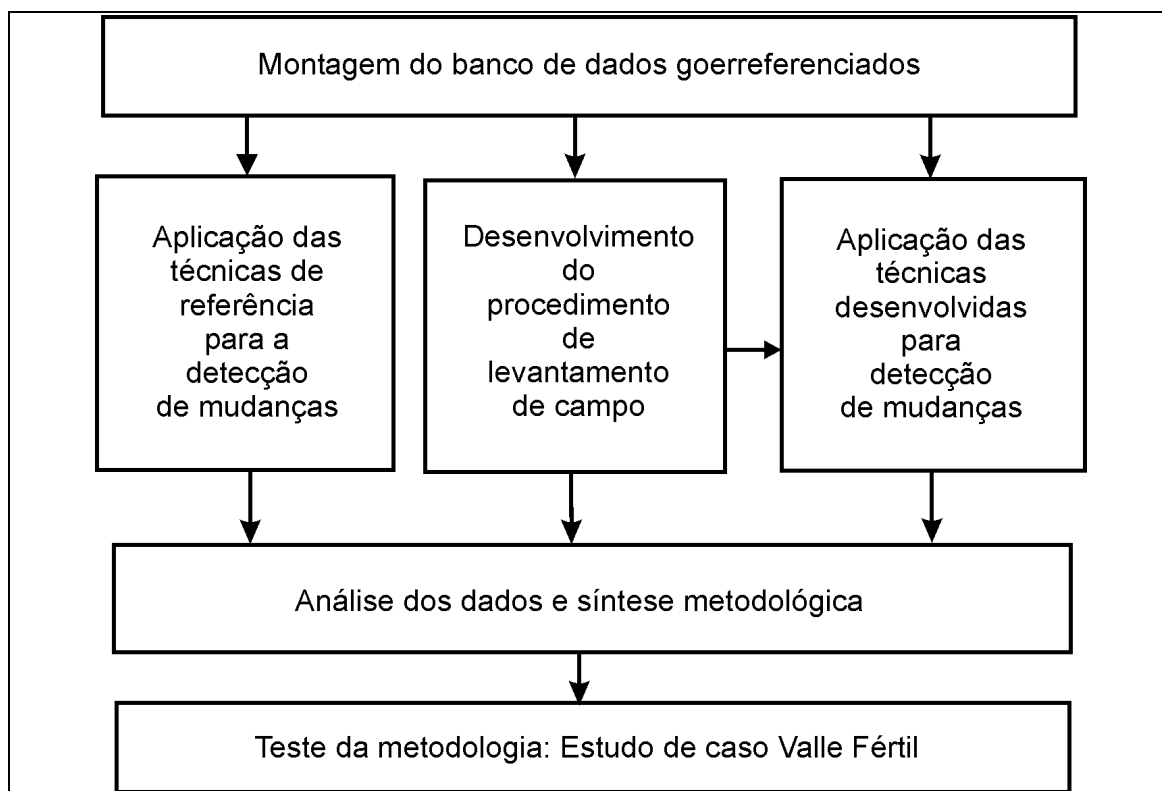 Montagem do banco de dados goerreferenciados
Aplicação das
técnicas de
referência
para a
detecção
de mudanças
Desenvolvimento
do
procedimento
de
levantamento
de campo
Aplicação das
técnicas
desenvolvidas
para
detecção
de mudanças
Análise dos dados e síntese metodológica
Teste da metodologia: Estudo de caso Valle Fértil